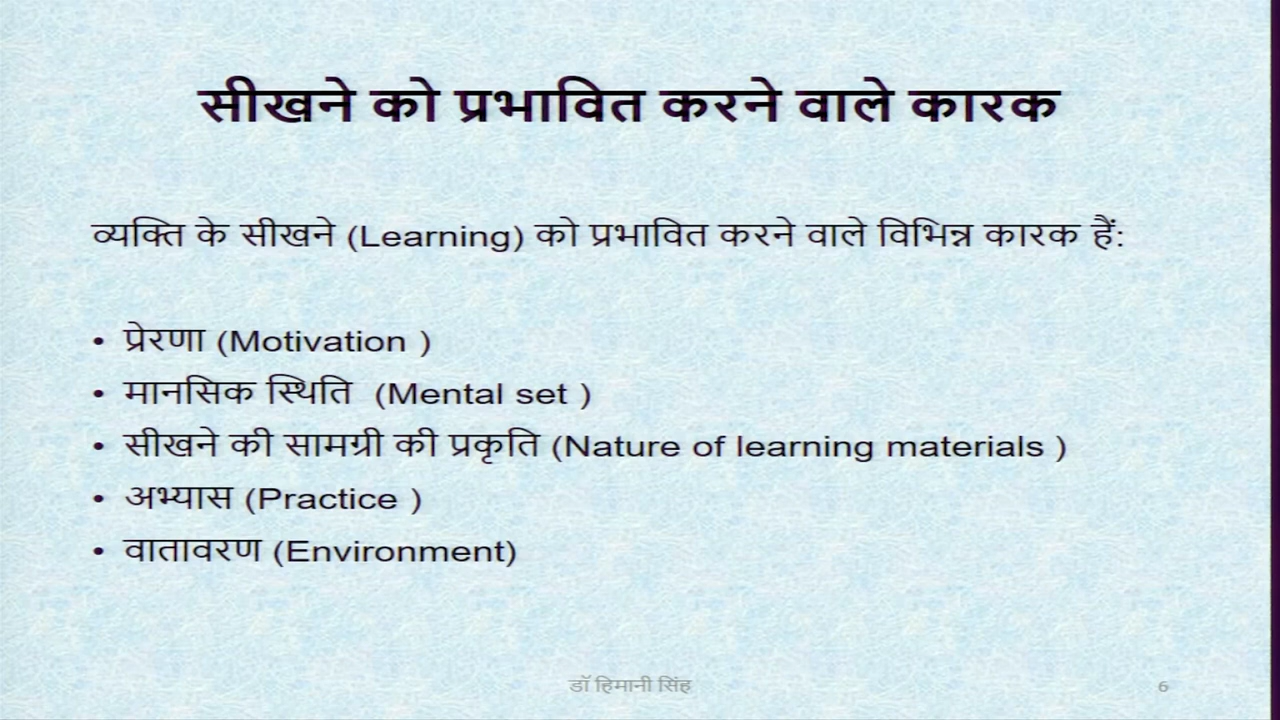 सीखने को प्रभावित करने वाले कारक
व्यक्ति के सीखने (Learning) को प्रभावित करने वाले विभिन्न कारक हैं:
• प्रेरणा (Motivation )
• मानसिक स्थिति (Mental set )
• सीखने की सामग्री की प्रकृति (Nature of learning materials )
• अभ्यास (Practice )
• वातावरण (Environment)
डॉ हिमानी सिंह
6